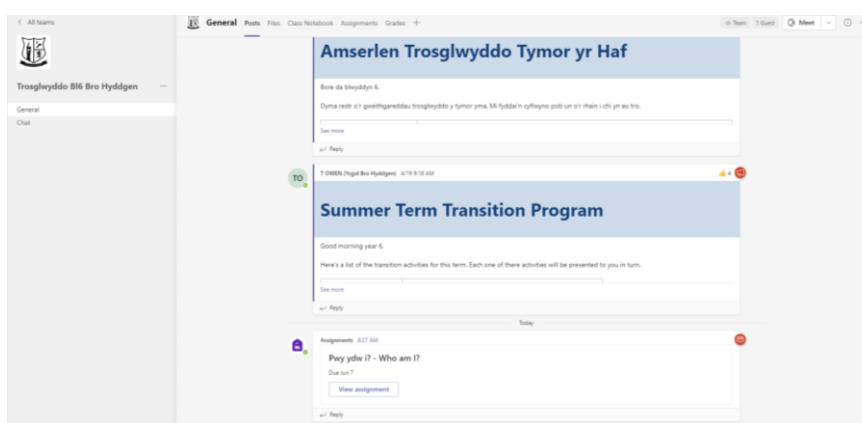 All teams
General Posts Files Class Notebook Assignments Grades
Team 1 Guest Meet
Trosglwyddo Bl6 Bro Hyddgen
General
Chat
Amserlen Trosglwyddo Tymor yr Haf
Bore da blwyddyn 6.
Dyma restr o'r gweithgareddau trosglwyddo y tymor yma. Mi fyddai'n cyflwyno pob un o'r rhain i chi yn eu tro.
See more
Reply
TO
T OWEN (Ysgol Bro Hyddgen) 4/19 9:18 AM
4
Summer Term Transition Program
Good morning year 6.
Here's a list of the transition activities for this term. Each one of there activities will be presented to you in turn.
See more
Reply
Today
Assignments 8:27 AM
Pwy ydw i? - Who am I?
Due Jun 7
View assignment
Reply